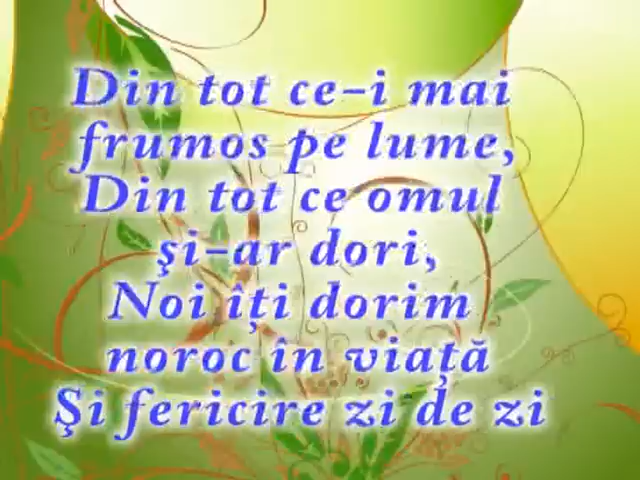 Din tot ce-i mai
frumos pe lume,
Din tot ce omul
şi-ar dori,
Noi îţi dorim
noroc în viaţă
Şi fericire zi de zi